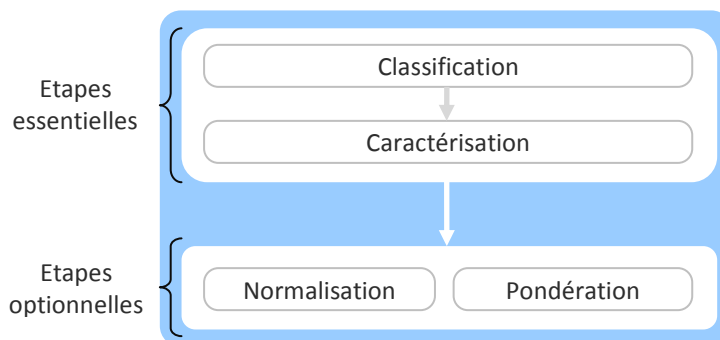 Etapes
essentielles
Classification
Caractérisation
Etapes
optionnelles
Normalisation
Pondération